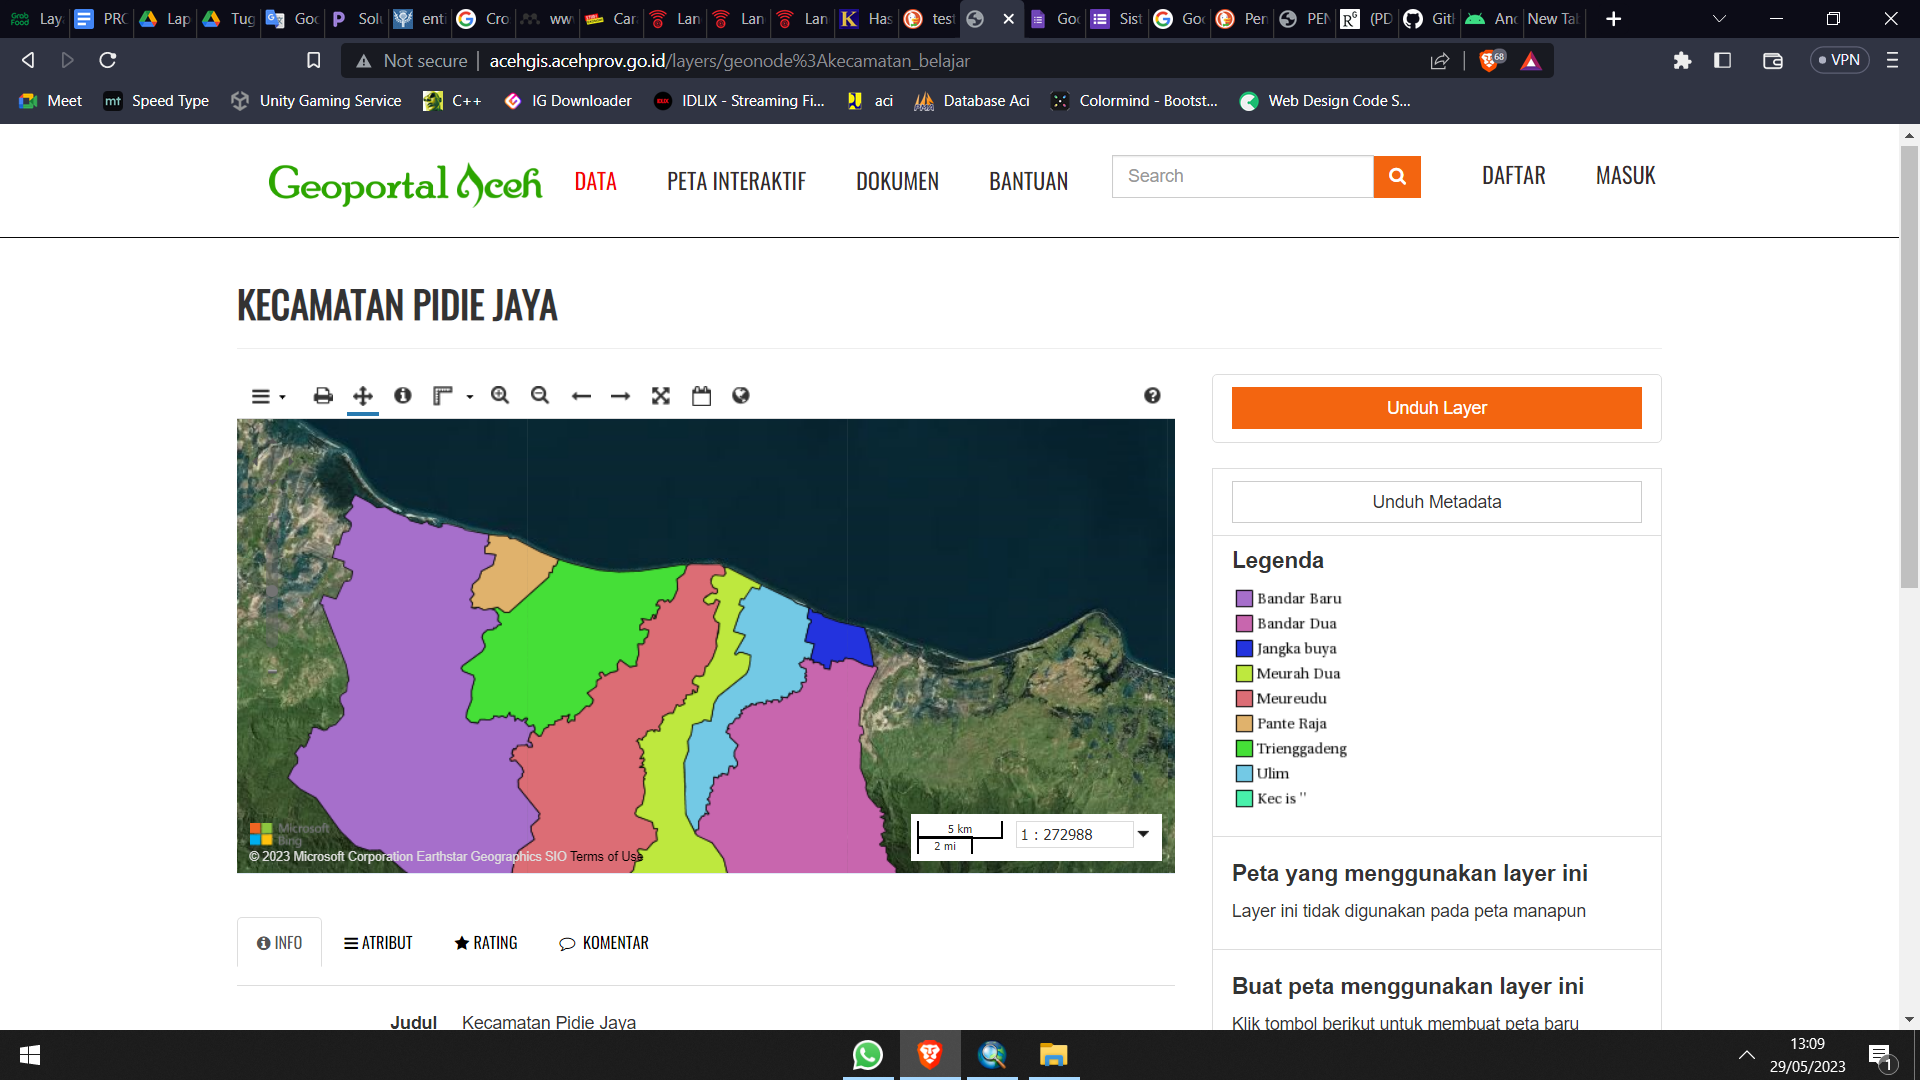 Lay
PRO
Lap
Tug
Goo
Solu
enti
Cro
ww
Car
Lan
Lan
Lan
Has
test
Goo
Sist
Goo
Pen
PEN
(PD
Git
And
New Tab
Not secure
acehgis.acehprov.go.id/layers/geonode%3Akecamatan_belajar
68
VPN
Meet
Speed Type
Unity Gaming Service
C++
IG Downloader
IDLIX - Streaming Fi...
aci
Database Aci
Colormind - Bootst...
Web Design Code S...
Geoportal Aceh
DATA
PETA INTERAKTIF
DOKUMEN
BANTUAN
Search
DAFTAR
MASUK
KECAMATAN PIDIE JAYA
Unduh Layer
Unduh Metadata
Legenda
Bandar Baru
Bandar Dua
Jangka buya
Meurah Dua
Meureudu
Pante Raja
Trienggadeng
Ulim
Kec is ''
5 km
2 mi
1 : 272988
Microsoft
Bing
© 2023 Microsoft Corporation Earthstar Geographics SIO Terms of Use
Peta yang menggunakan layer ini
Layer ini tidak digunakan pada peta manapun
INFO
ATRIBUT
RATING
KOMENTAR
Buat peta menggunakan layer ini
Klik tombol berikut untuk membuat peta baru
Judul
Kecamatan Pidie Jaya
13:09
29/05/2023
1